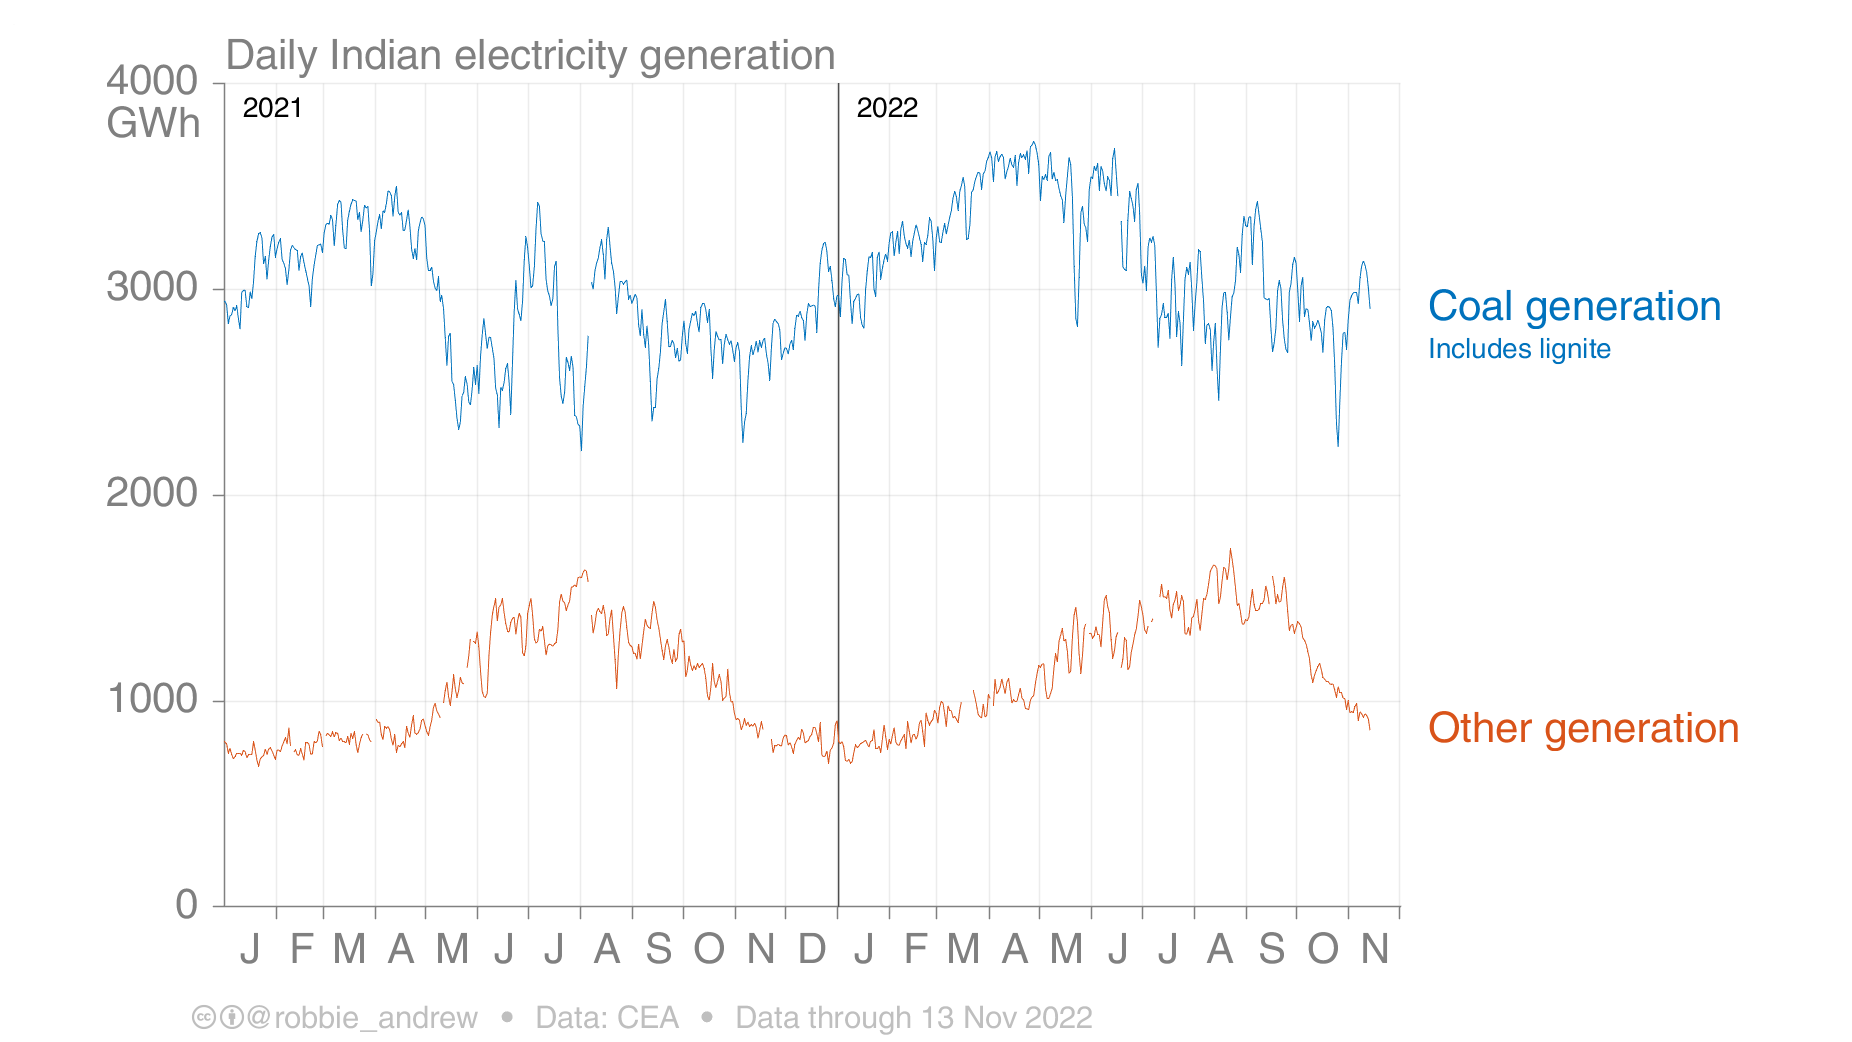 Daily Indian electricity generation
4000
GWh
2021
2022
3000
Coal generation
Includes lignite
2000
1000
Other generation
0
J F M A M J J A S O N D J F M A M J J A S O N
cc @robbie_andrew • Data: CEA • Data through 13 Nov 2022